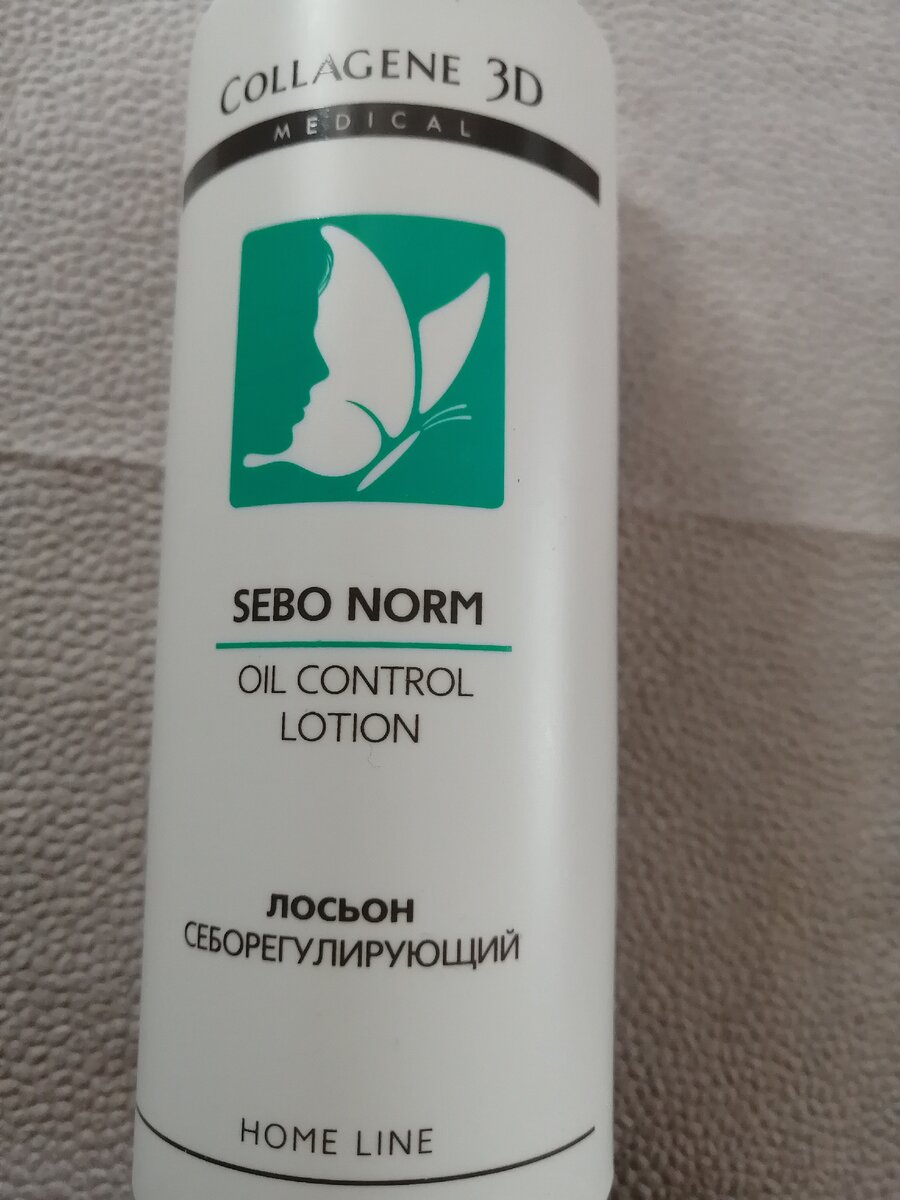 COLLAGENE 3D
MEDICAL
SEBO NORM
OIL CONTROL
LOTION
ЛОСЬОН
СЕБОРЕГУЛИРУЮЩИЙ
HOME LINE